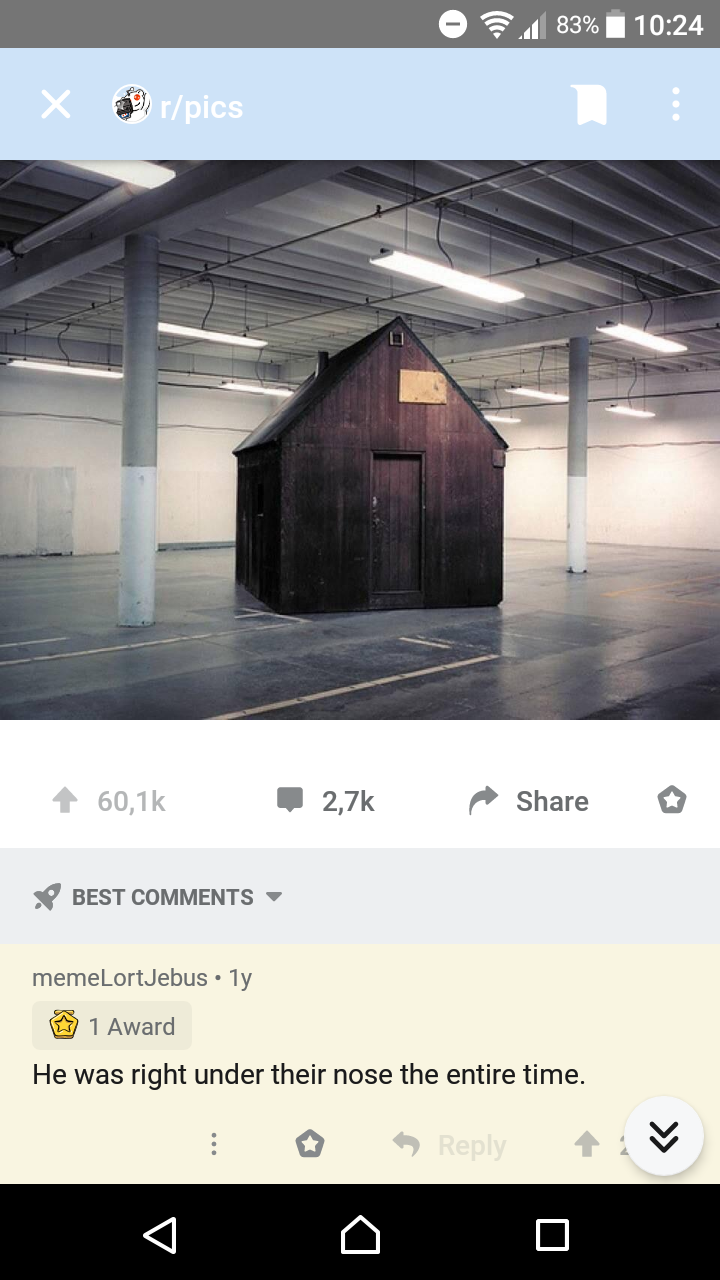 83% 10:24
r/pics
60,1k 2,7k Share
BEST COMMENTS
memeLortJebus • 1y
1 Award
He was right under their nose the entire time.
Reply